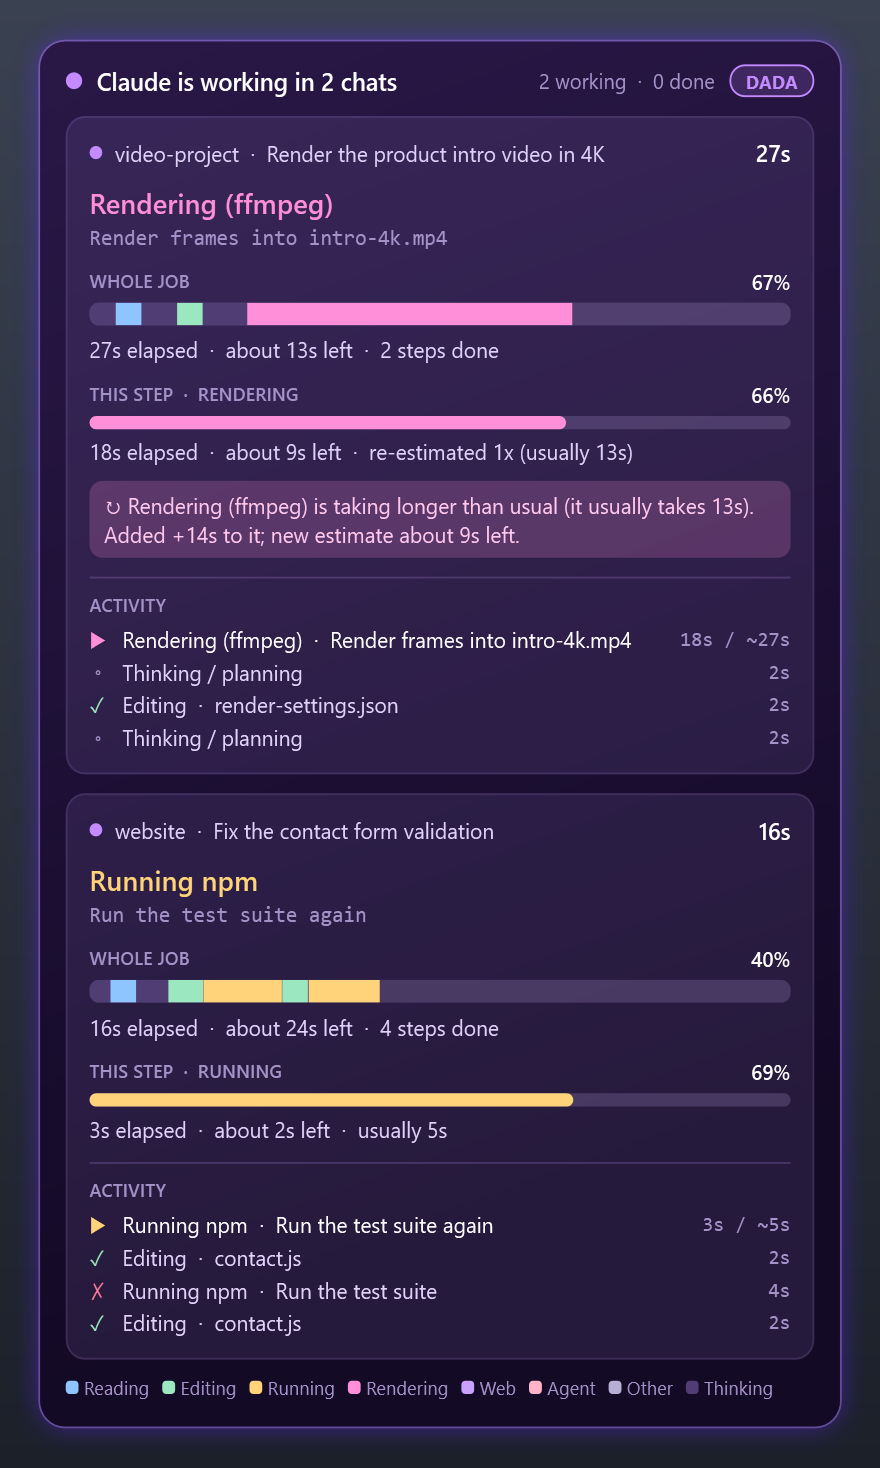 Claude is working in 2 chats 2 working · 0 done DADA
video-project · Render the product intro video in 4K 27s
Rendering (ffmpeg)
Render frames into intro-4k.mp4
WHOLE JOB 67%
27s elapsed · about 13s left · 2 steps done
THIS STEP · RENDERING 66%
18s elapsed · about 9s left · re-estimated 1x (usually 13s)
↻ Rendering (ffmpeg) is taking longer than usual (it usually takes 13s).
Added +14s to it; new estimate about 9s left.
ACTIVITY
▶ Rendering (ffmpeg) · Render frames into intro-4k.mp4 18s / ~27s
◦ Thinking / planning 2s
✓ Editing · render-settings.json 2s
◦ Thinking / planning 2s
website · Fix the contact form validation 16s
Running npm
Run the test suite again
WHOLE JOB 40%
16s elapsed · about 24s left · 4 steps done
THIS STEP · RUNNING 69%
3s elapsed · about 2s left · usually 5s
ACTIVITY
▶ Running npm · Run the test suite again 3s / ~5s
✓ Editing · contact.js 2s
✗ Running npm · Run the test suite 4s
✓ Editing · contact.js 2s
Reading Editing Running Rendering Web Agent Other Thinking